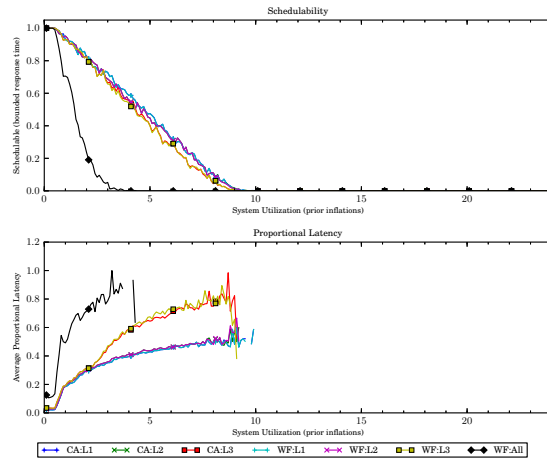 Schedulability
Schedulable (bounded response time)
1.0
0.8
0.6
0.4
0.2
0.0
0 5 10 15 20
System Utilization (prior inflations)
Proportional Latency
Average Proportional Latency
1.2
1.0
0.8
0.6
0.4
0.2
0.0
0 5 10 15 20
System Utilization (prior inflations)
CA:L1 CA:L2 CA:L3 WF:L1 WF:L2 WF:L3 WF:All